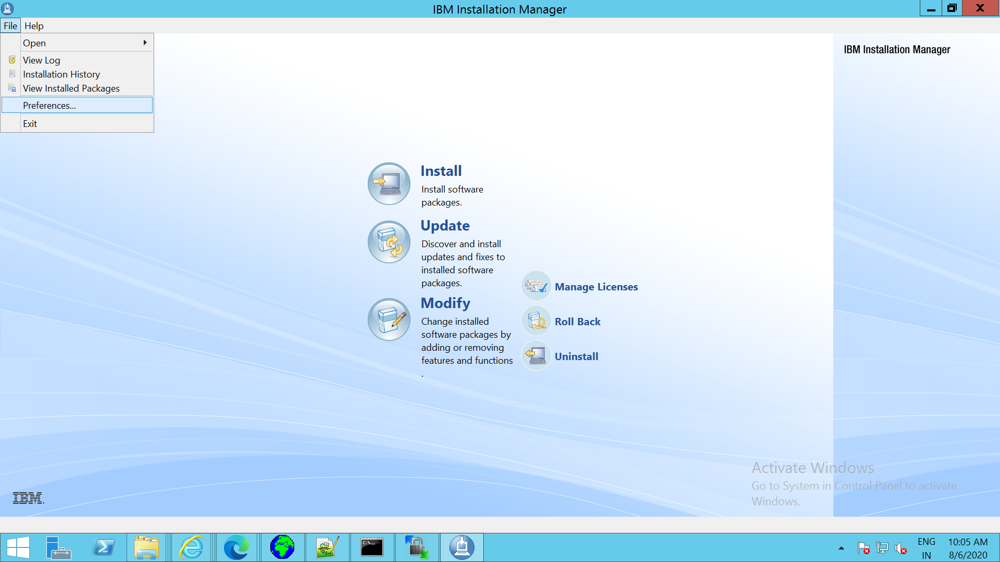 IBM Installation Manager
File Help
Open
View Log
Installation History
View Installed Packages
Preferences...
Exit
IBM Installation Manager
Install
Install software
packages.
Update
Discover and install
updates and fixes to
installed software
packages.
Modify
Change installed
software packages by
adding or removing
features and functions
.
Manage Licenses
Roll Back
Uninstall
Activate Windows
Go to System in Control Panel to activate
Windows.
IBM.
C:\>_
ENG
IN
10:05 AM
8/6/2020